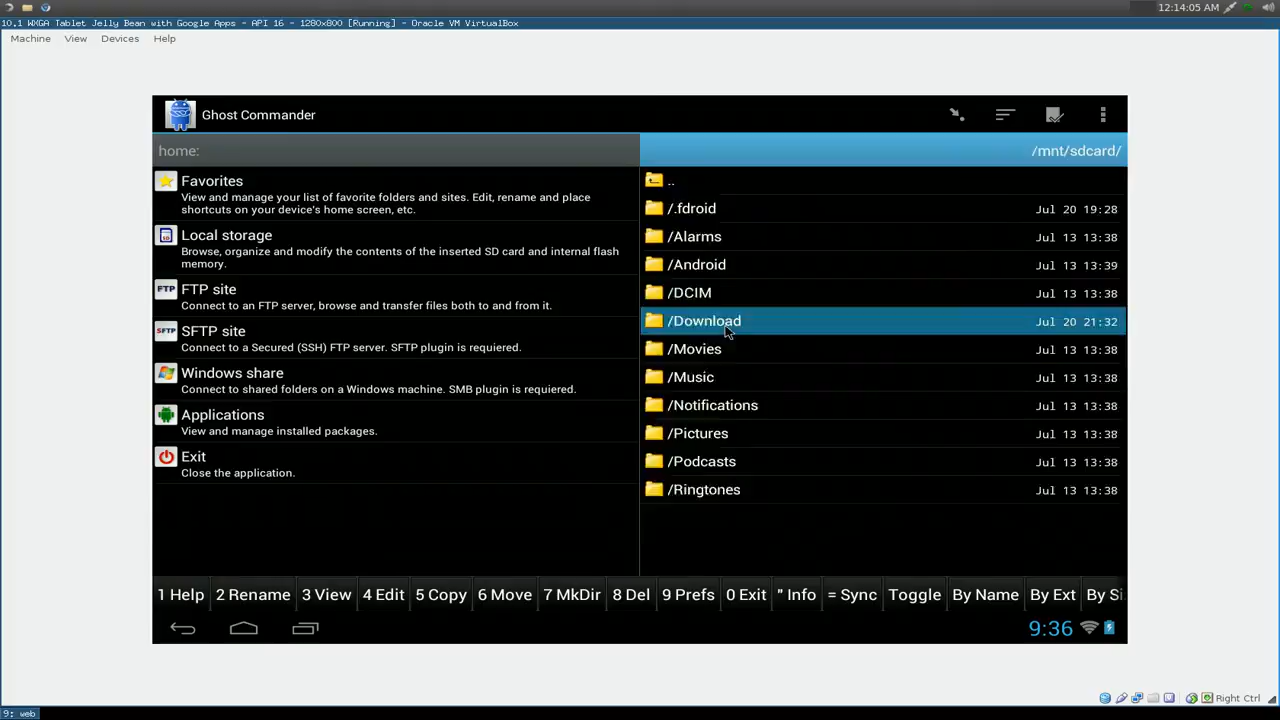 12:14:05 AM
10,1 WXGA Tablet Jelly Bean with Google Apps - API 16 - 1280x800 [Running] - Oracle VM VirtualBox
Machine View Devices Help
Ghost Commander
home:
/mnt/sdcard/
Favorites
View and manage your list of favorite folders and sites. Edit, rename and place
shortcuts on your device's home screen, etc.
Local storage
Browse, organize and modify the contents of the inserted SD card and internal flash
memory.
FTP
FTP site
Connect to an FTP server, browse and transfer files both to and from it.
SFTP
SFTP site
Connect to a Secured (SSH) FTP server. SFTP plugin is requiered.
Windows share
Connect to shared folders on a Windows machine. SMB plugin is requiered.
Applications
View and manage installed packages.
Exit
Close the application.
..
/.fdroid Jul 20 19:28
/Alarms Jul 13 13:38
/Android Jul 13 13:39
/DCIM Jul 13 13:38
/Download Jul 20 21:32
/Movies Jul 13 13:38
/Music Jul 13 13:38
/Notifications Jul 13 13:38
/Pictures Jul 13 13:38
/Podcasts Jul 13 13:38
/Ringtones Jul 13 13:38
1 Help 2 Rename 3 View 4 Edit 5 Copy 6 Move 7 MkDir 8 Del 9 Prefs 0 Exit " Info = Sync Toggle By Name By Ext By Si
9:36
Right Ctrl
9: web